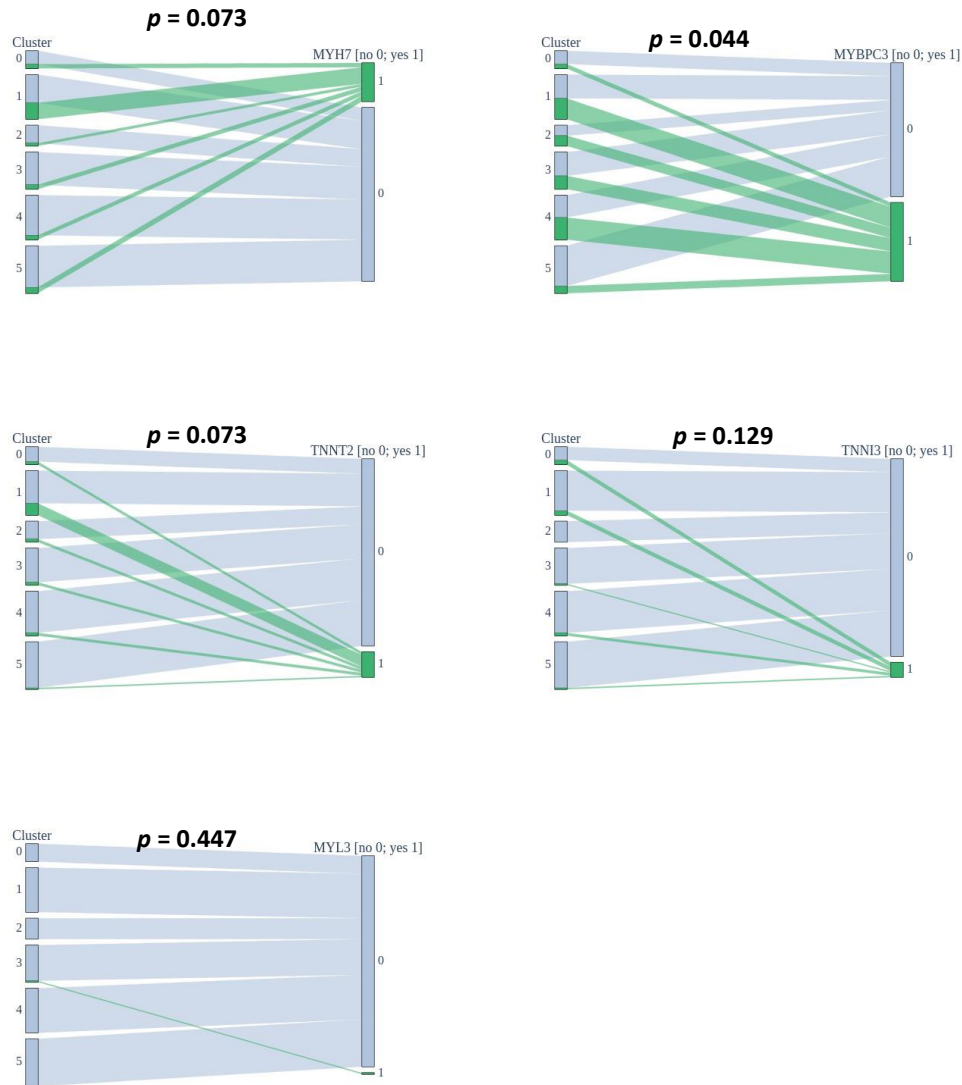 p = 0.073
Cluster
MYH7 [no 0; yes 1]
0
1
1
2
3
0
4
5
p = 0.044
Cluster
MYBPC3 [no 0; yes 1]
0
1
0
2
3
4
1
5
p = 0.073
Cluster
TNNT2 [no 0; yes 1]
0
1
2
0
3
4
1
5
p = 0.129
Cluster
TNNI3 [no 0; yes 1]
0
1
2
0
3
4
1
5
p = 0.447
Cluster
MYL3 [no 0; yes 1]
0
1
2
0
3
4
5
1